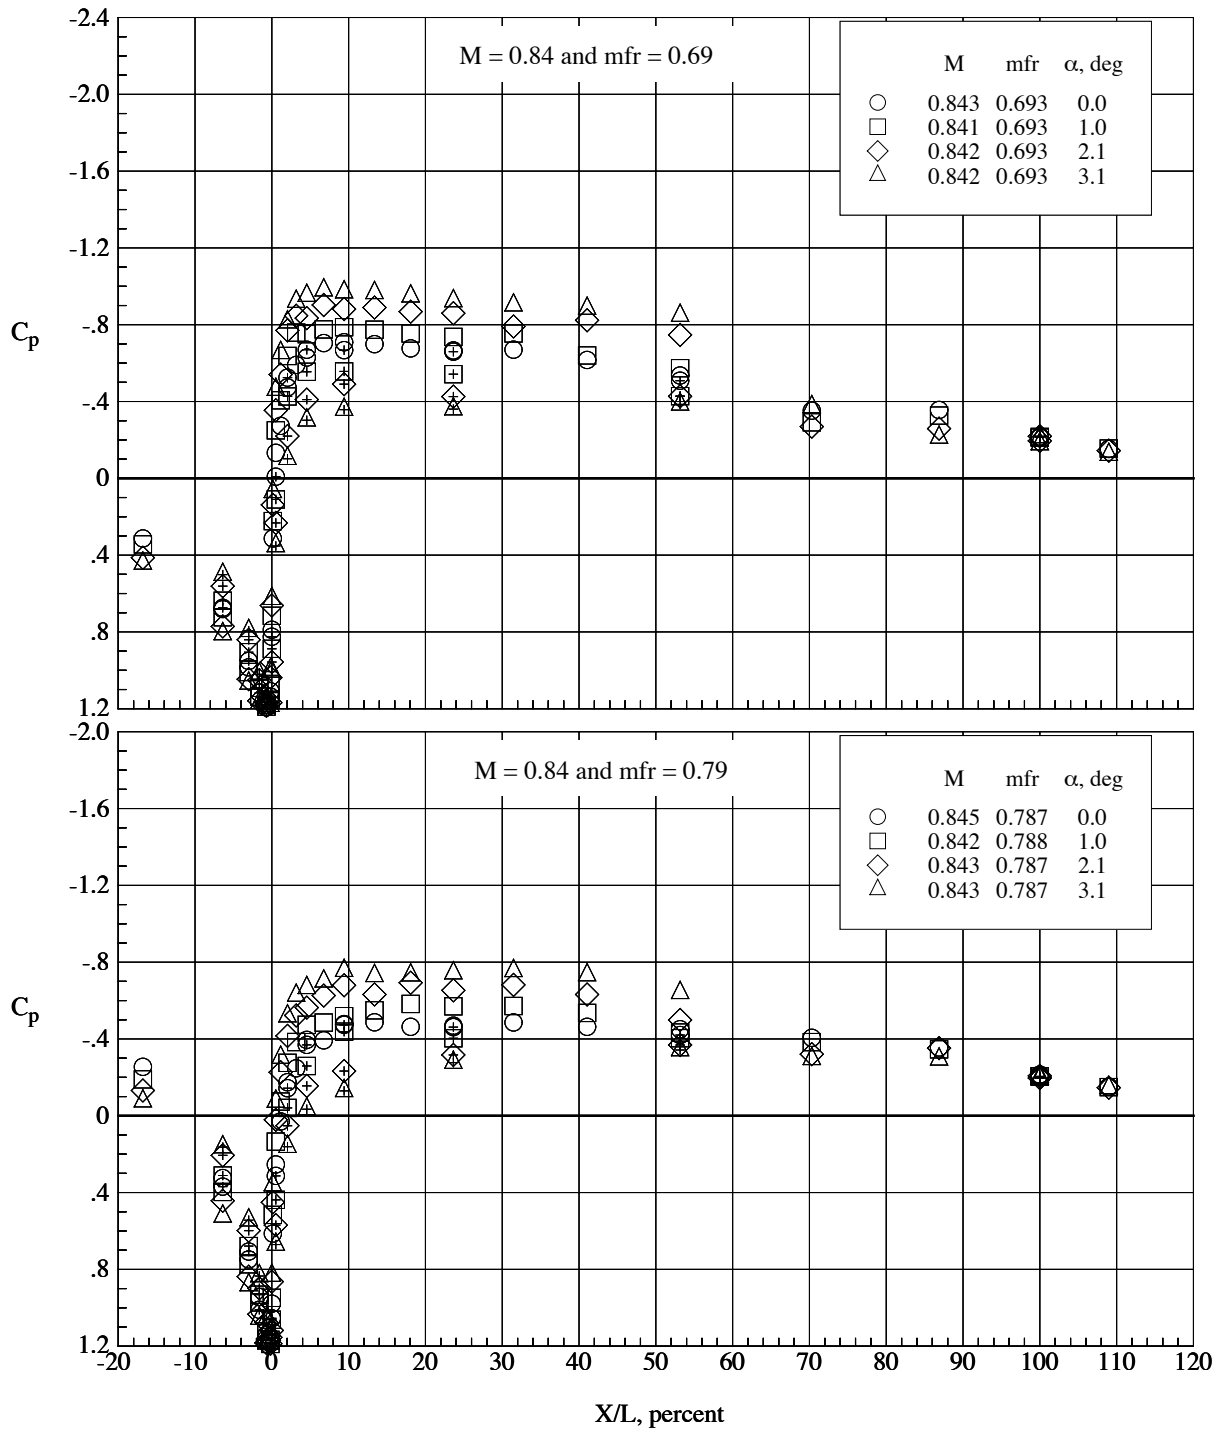 -2.4
M = 0.84 and mfr = 0.69
M mfr α, deg
0.843 0.693 0.0
0.841 0.693 1.0
0.842 0.693 2.1
0.842 0.693 3.1
-2.0
-1.6
-1.2
-.8
-.4
0
.4
.8
1.2
Cp
-2.0
M = 0.84 and mfr = 0.79
M mfr α, deg
0.845 0.787 0.0
0.842 0.788 1.0
0.843 0.787 2.1
0.843 0.787 3.1
-1.6
-1.2
-.8
-.4
0
.4
.8
1.2
Cp
-20 -10 0 10 20 30 40 50 60 70 80 90 100 110 120
X/L, percent